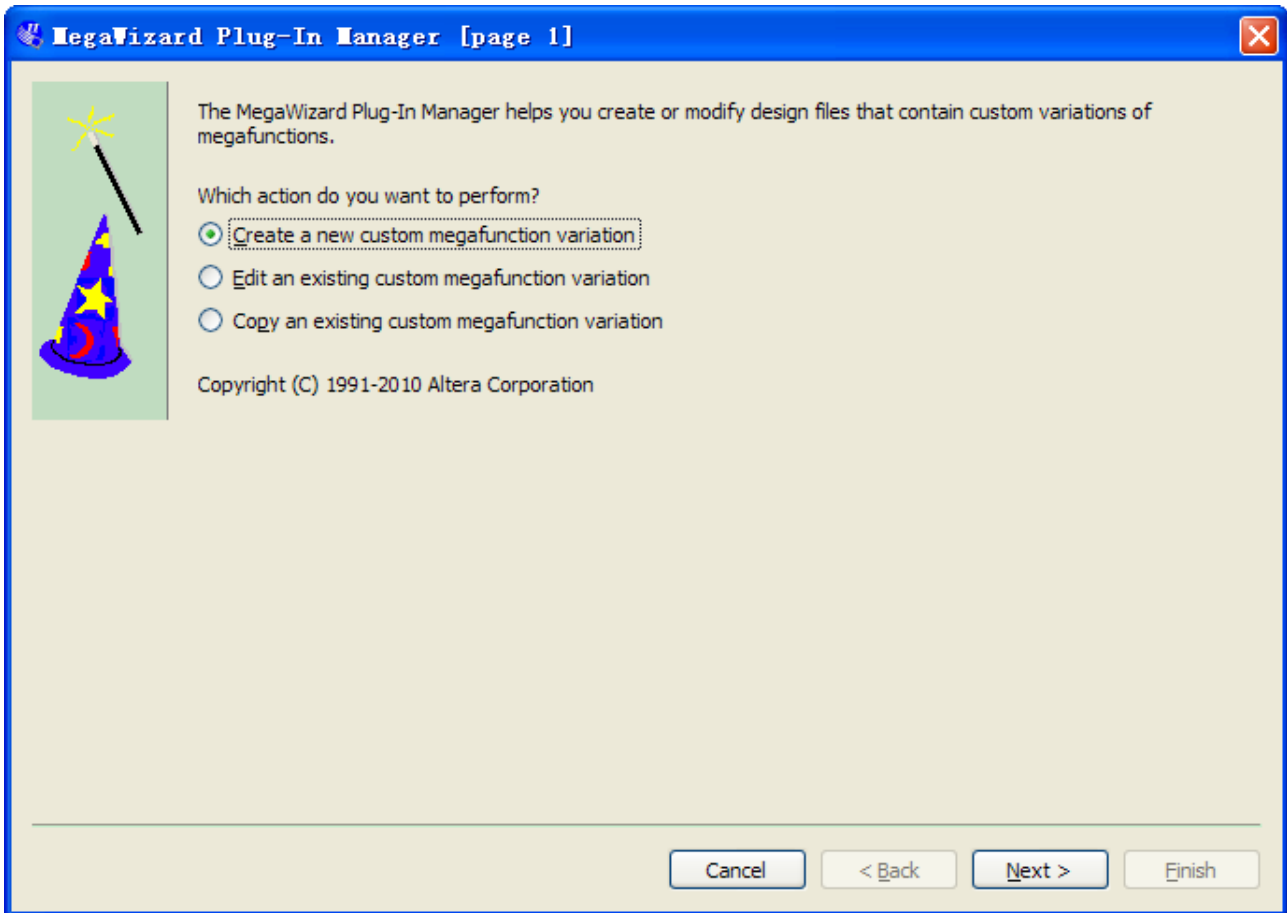 MegaWizard Plug-In Manager [page 1]
The MegaWizard Plug-In Manager helps you create or modify design files that contain custom variations of
megafunctions.
Which action do you want to perform?
Create a new custom megafunction variation
Edit an existing custom megafunction variation
Copy an existing custom megafunction variation
Copyright (C) 1991-2010 Altera Corporation
Cancel < Back Next > Finish